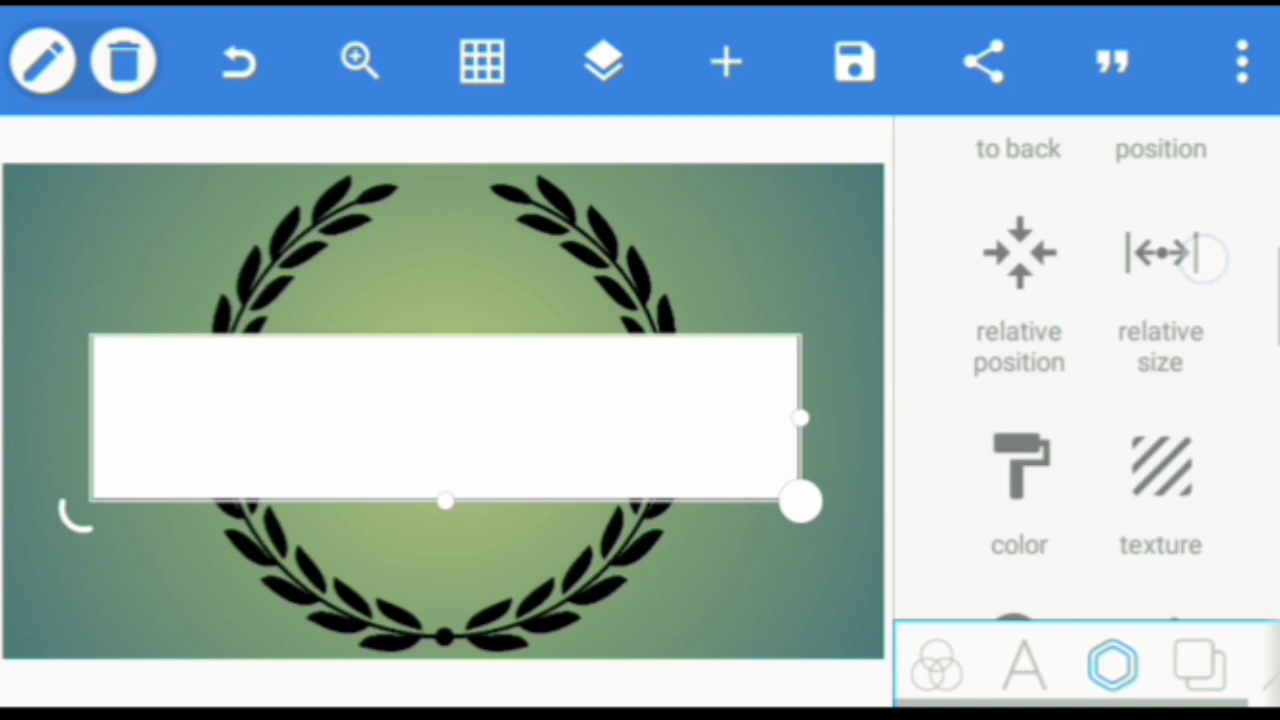 to back
position
relative
position
relative
size
color
texture